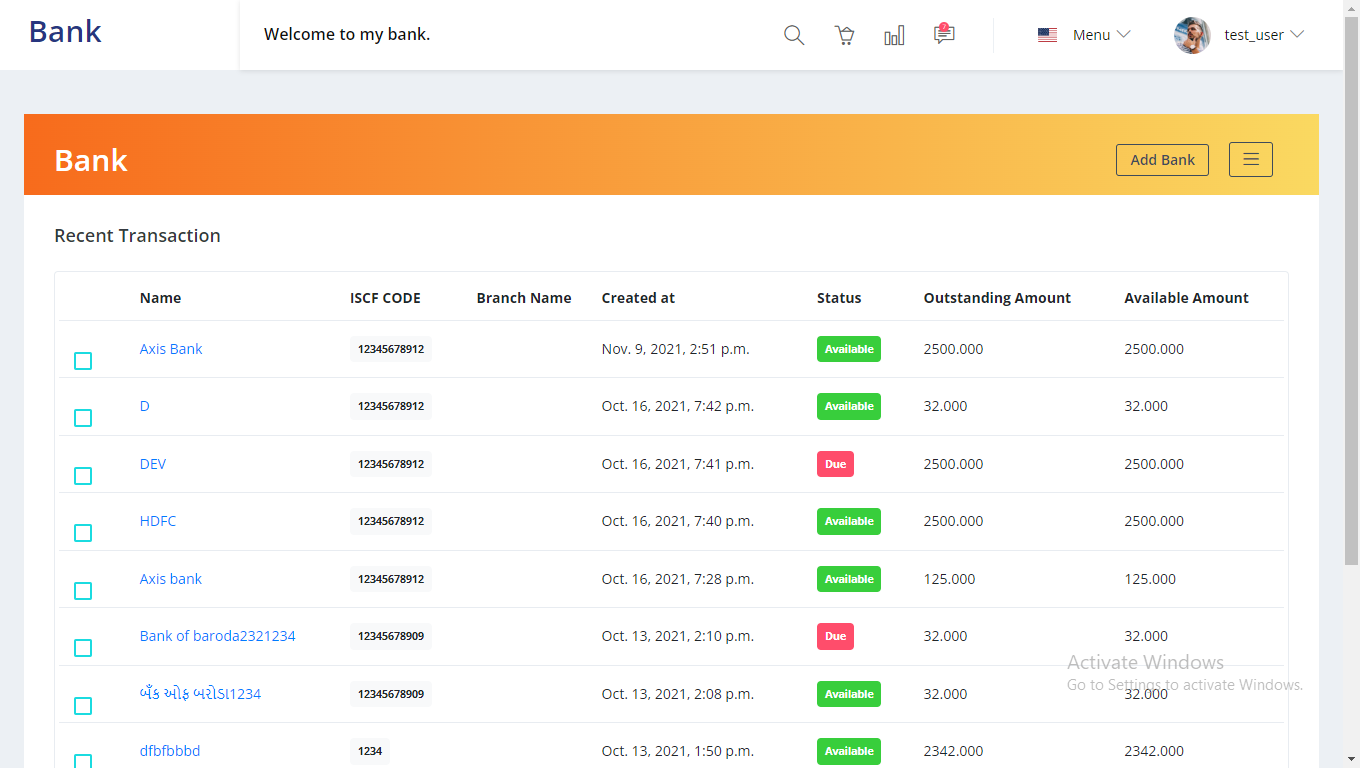 Bank
Welcome to my bank.
Menu
test_user
Bank
Add Bank
Recent Transaction
Name ISCF CODE Branch Name Created at Status Outstanding Amount Available Amount
Axis Bank 12345678912 Nov. 9, 2021, 2:51 p.m. Available 2500.000 2500.000
D 12345678912 Oct. 16, 2021, 7:42 p.m. Available 32.000 32.000
DEV 12345678912 Oct. 16, 2021, 7:41 p.m. Due 2500.000 2500.000
HDFC 12345678912 Oct. 16, 2021, 7:40 p.m. Available 2500.000 2500.000
Axis bank 12345678912 Oct. 16, 2021, 7:28 p.m. Available 125.000 125.000
Bank of baroda2321234 12345678909 Oct. 13, 2021, 2:10 p.m. Due 32.000 32.000
Activate Windows
Go to Settings to activate Windows.
બેઁક ઓફ બરોડા1234 12345678909 Oct. 13, 2021, 2:08 p.m. Available 32.000 32.000
dfbfbbbd 1234 Oct. 13, 2021, 1:50 p.m. Available 2342.000 2342.000